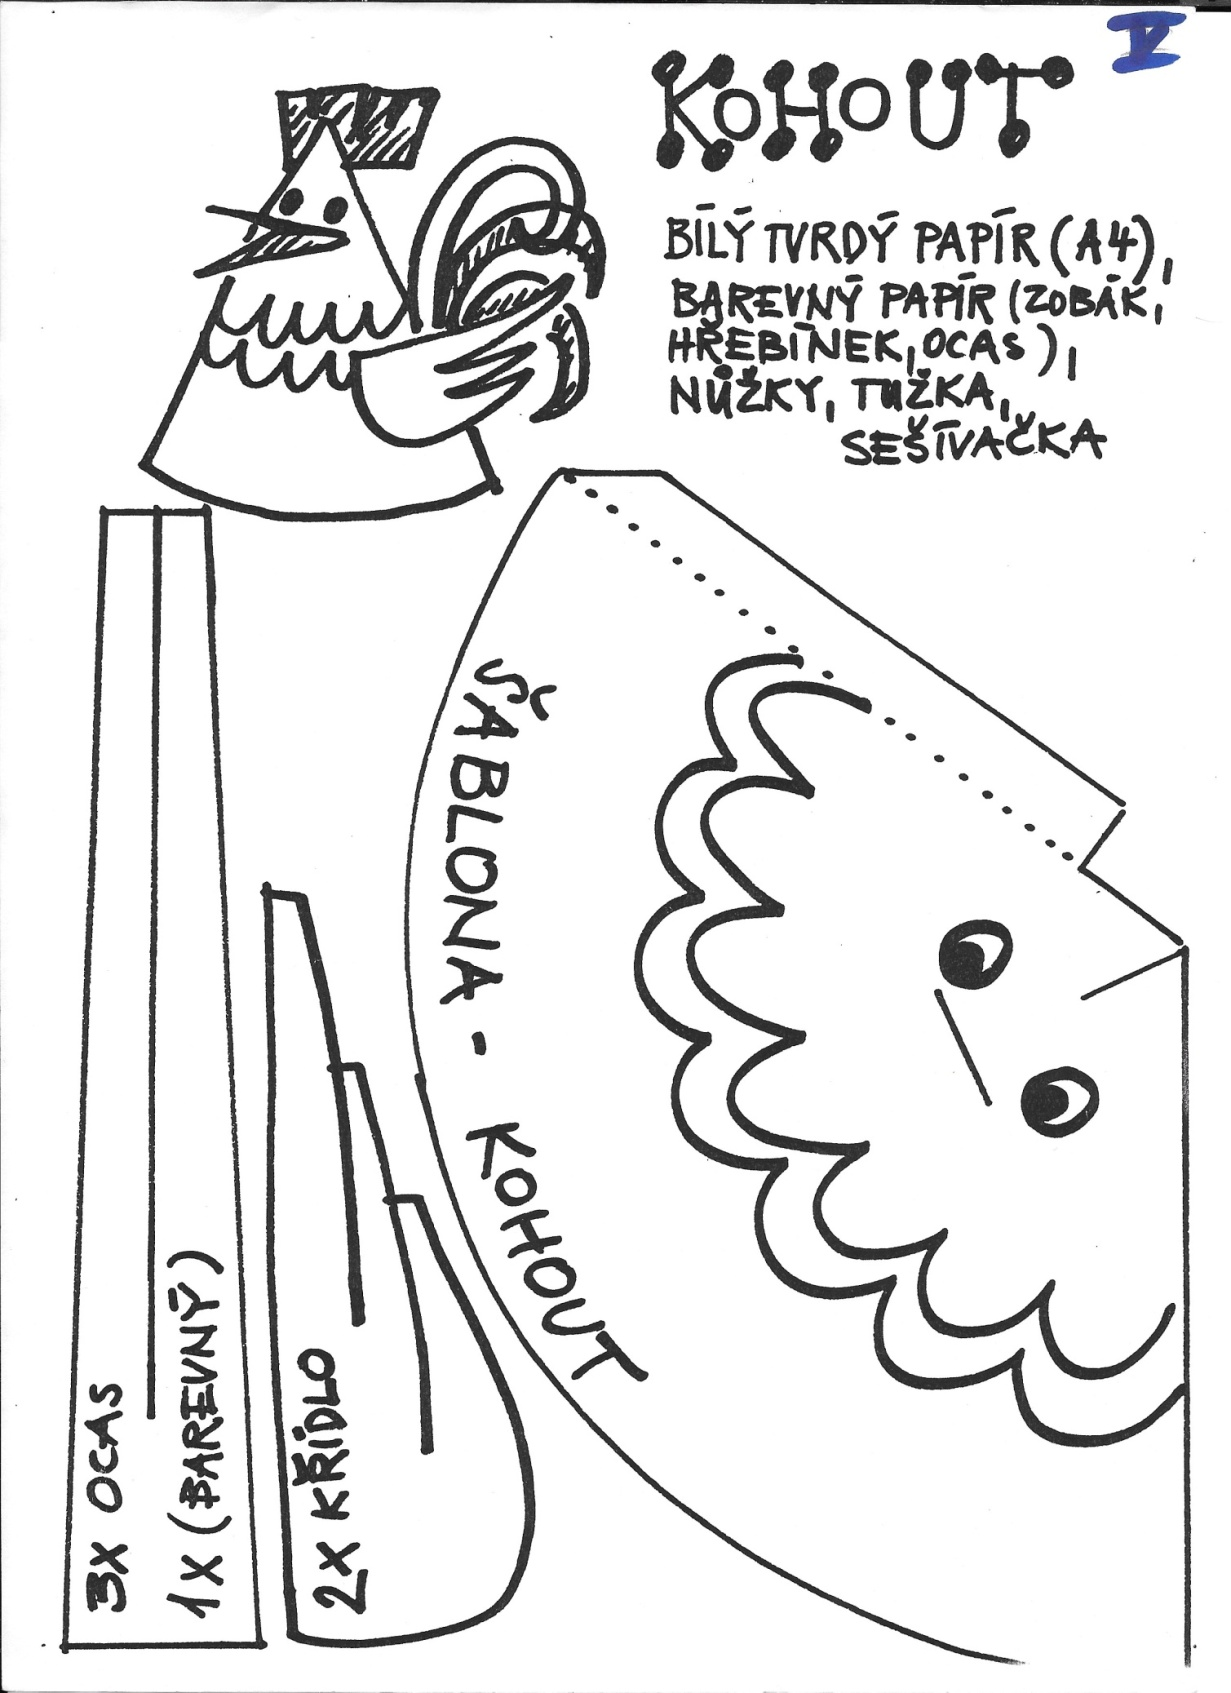 V
KOHOUT
BÍLÝ TVRDÝ PAPÍR (A4),
BAREVNÝ PAPÍR (ZOBÁK,
HŘEBÍNEK, OCAS),
NŮŽKY, TUŽKA,
SEŠÍVAČKA
ŠABLONA - KOHOUT
3X OCAS
1X (BAREVNÝ)
2X KŘÍDLO